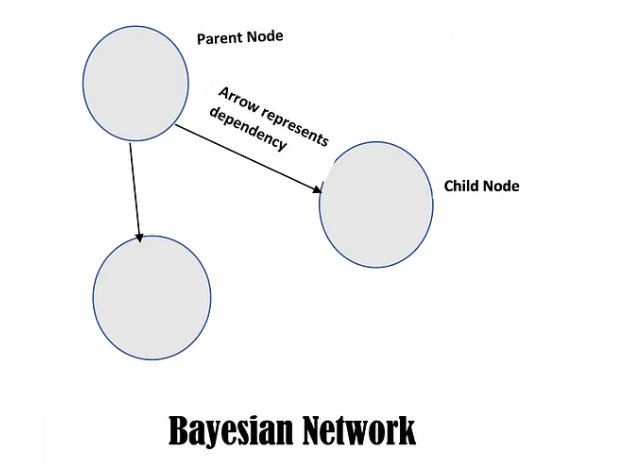 Parent Node
Arrow represents
dependency
Child Node
Bayesian Network